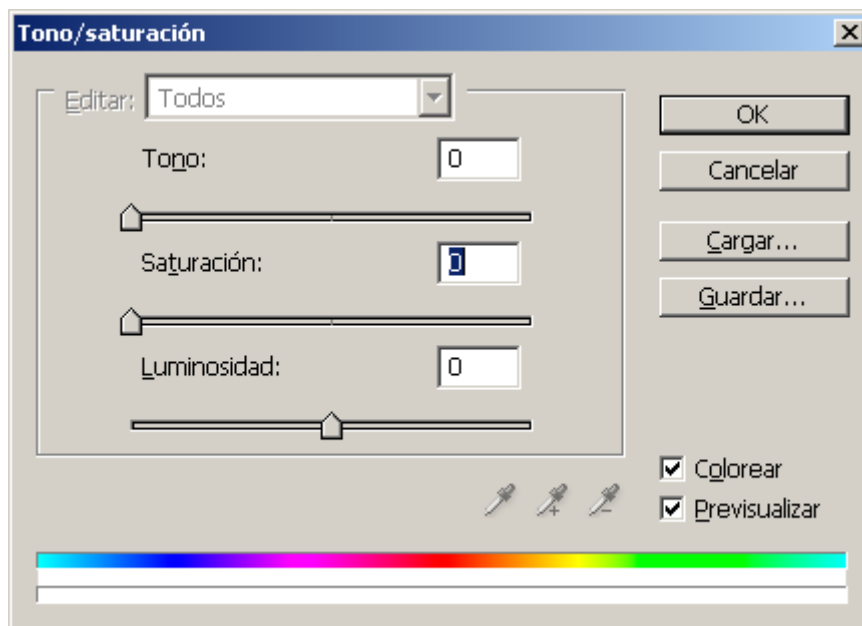 Tono/saturación
Editar: Todos
Tono: 0
Saturación: 0
Luminosidad: 0
OK
Cancelar
Cargar...
Guardar...
Colorear
Previsualizar